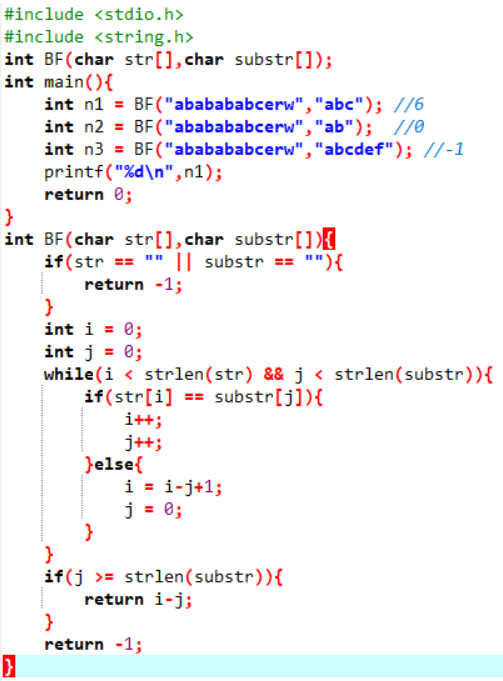 #include <stdio.h>
#include <string.h>
int BF(char str[],char substr[]);
int main(){
    int n1 = BF("abababababcerw","abc"); //6
    int n2 = BF("abababababcerw","ab");  //0
    int n3 = BF("abababababcerw","abcdef"); //-1
    printf("%d\n",n1);
    return 0;
}
int BF(char str[],char substr[]){
    if(str == "" || substr == ""){
        return -1;
    }
    int i = 0;
    int j = 0;
    while(i < strlen(str) && j < strlen(substr)){
        if(str[i] == substr[j]){
            i++;
            j++;
        }else{
            i = i-j+1;
            j = 0;
        }
    }
    if(j >= strlen(substr)){
        return i-j;
    }
    return -1;
}